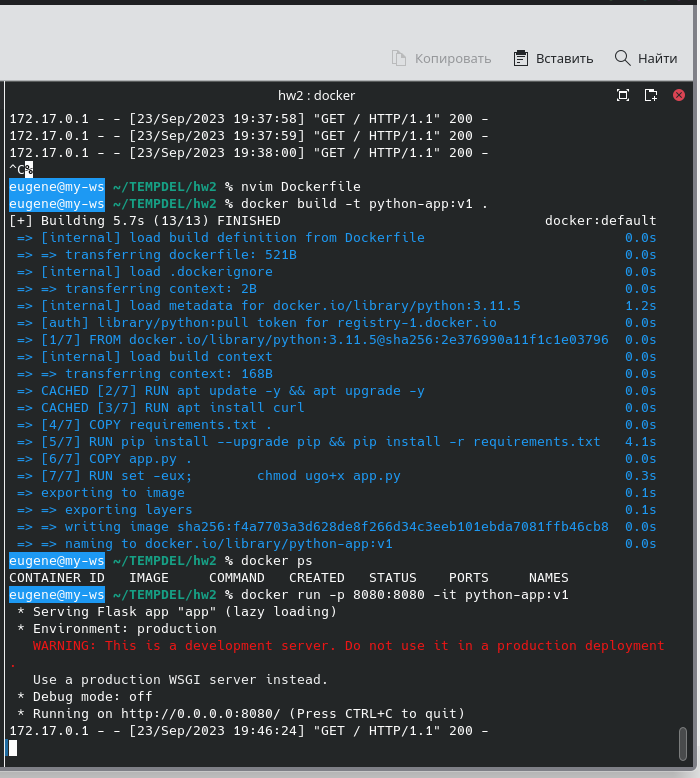 Копировать Вставить Найти
hw2 : docker
172.17.0.1 - - [23/Sep/2023 19:37:58] "GET / HTTP/1.1" 200 -
172.17.0.1 - - [23/Sep/2023 19:37:59] "GET / HTTP/1.1" 200 -
172.17.0.1 - - [23/Sep/2023 19:38:00] "GET / HTTP/1.1" 200 -
^C%
eugene@my-ws ~/TEMPDEL/hw2 % nvim Dockerfile
eugene@my-ws ~/TEMPDEL/hw2 % docker build -t python-app:v1 .
[+] Building 5.7s (13/13) FINISHED docker:default
=> [internal] load build definition from Dockerfile 0.0s
=> => transferring dockerfile: 521B 0.0s
=> [internal] load .dockerignore 0.0s
=> => transferring context: 2B 0.0s
=> [internal] load metadata for docker.io/library/python:3.11.5 1.2s
=> [auth] library/python:pull token for registry-1.docker.io 0.0s
=> [1/7] FROM docker.io/library/python:3.11.5@sha256:2e376990a11f1c1e03796 0.0s
=> [internal] load build context 0.0s
=> => transferring context: 168B 0.0s
=> CACHED [2/7] RUN apt update -y && apt upgrade -y 0.0s
=> CACHED [3/7] RUN apt install curl 0.0s
=> [4/7] COPY requirements.txt . 0.0s
=> [5/7] RUN pip install --upgrade pip && pip install -r requirements.txt 4.1s
=> [6/7] COPY app.py . 0.0s
=> [7/7] RUN set -eux; chmod ugo+x app.py 0.3s
=> exporting to image 0.1s
=> => exporting layers 0.1s
=> => writing image sha256:f4a7703a3d628de8f266d34c3eeb101ebda7081ffb46cb8 0.0s
=> => naming to docker.io/library/python-app:v1 0.0s
eugene@my-ws ~/TEMPDEL/hw2 % docker ps
CONTAINER ID IMAGE COMMAND CREATED STATUS PORTS NAMES
eugene@my-ws ~/TEMPDEL/hw2 % docker run -p 8080:8080 -it python-app:v1
* Serving Flask app "app" (lazy loading)
* Environment: production
WARNING: This is a development server. Do not use it in a production deployment
.
Use a production WSGI server instead.
* Debug mode: off
* Running on http://0.0.0.0:8080/ (Press CTRL+C to quit)
172.17.0.1 - - [23/Sep/2023 19:46:24] "GET / HTTP/1.1" 200 -